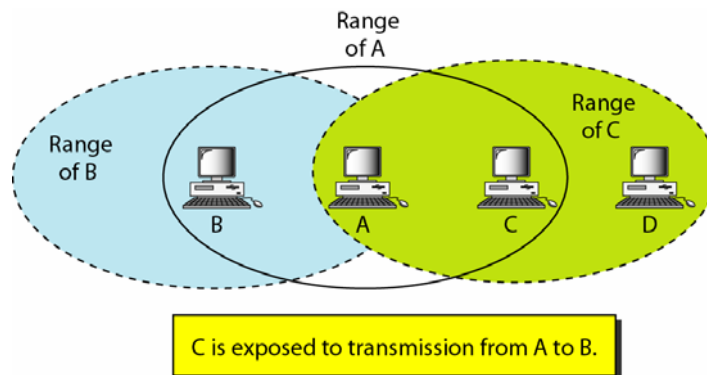 Range
of A
Range
of B
Range
of C
B
A
C
D
C is exposed to transmission from A to B.